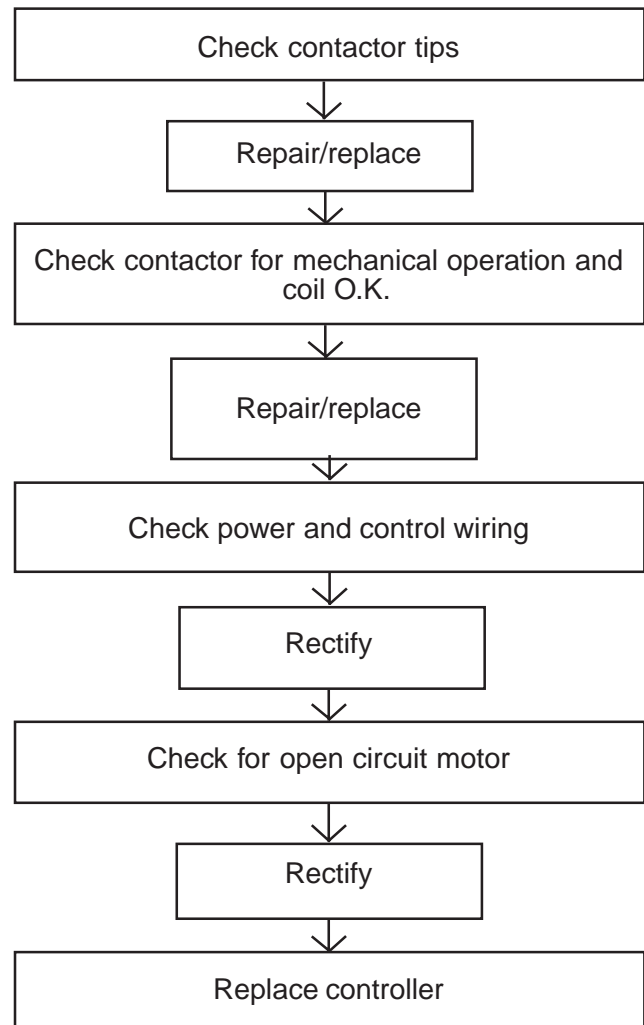 Check contactor tips
Repair/replace
Check contactor for mechanical operation and
coil O.K.
Repair/replace
Check power and control wiring
Rectify
Check for open circuit motor
Rectify
Replace controller